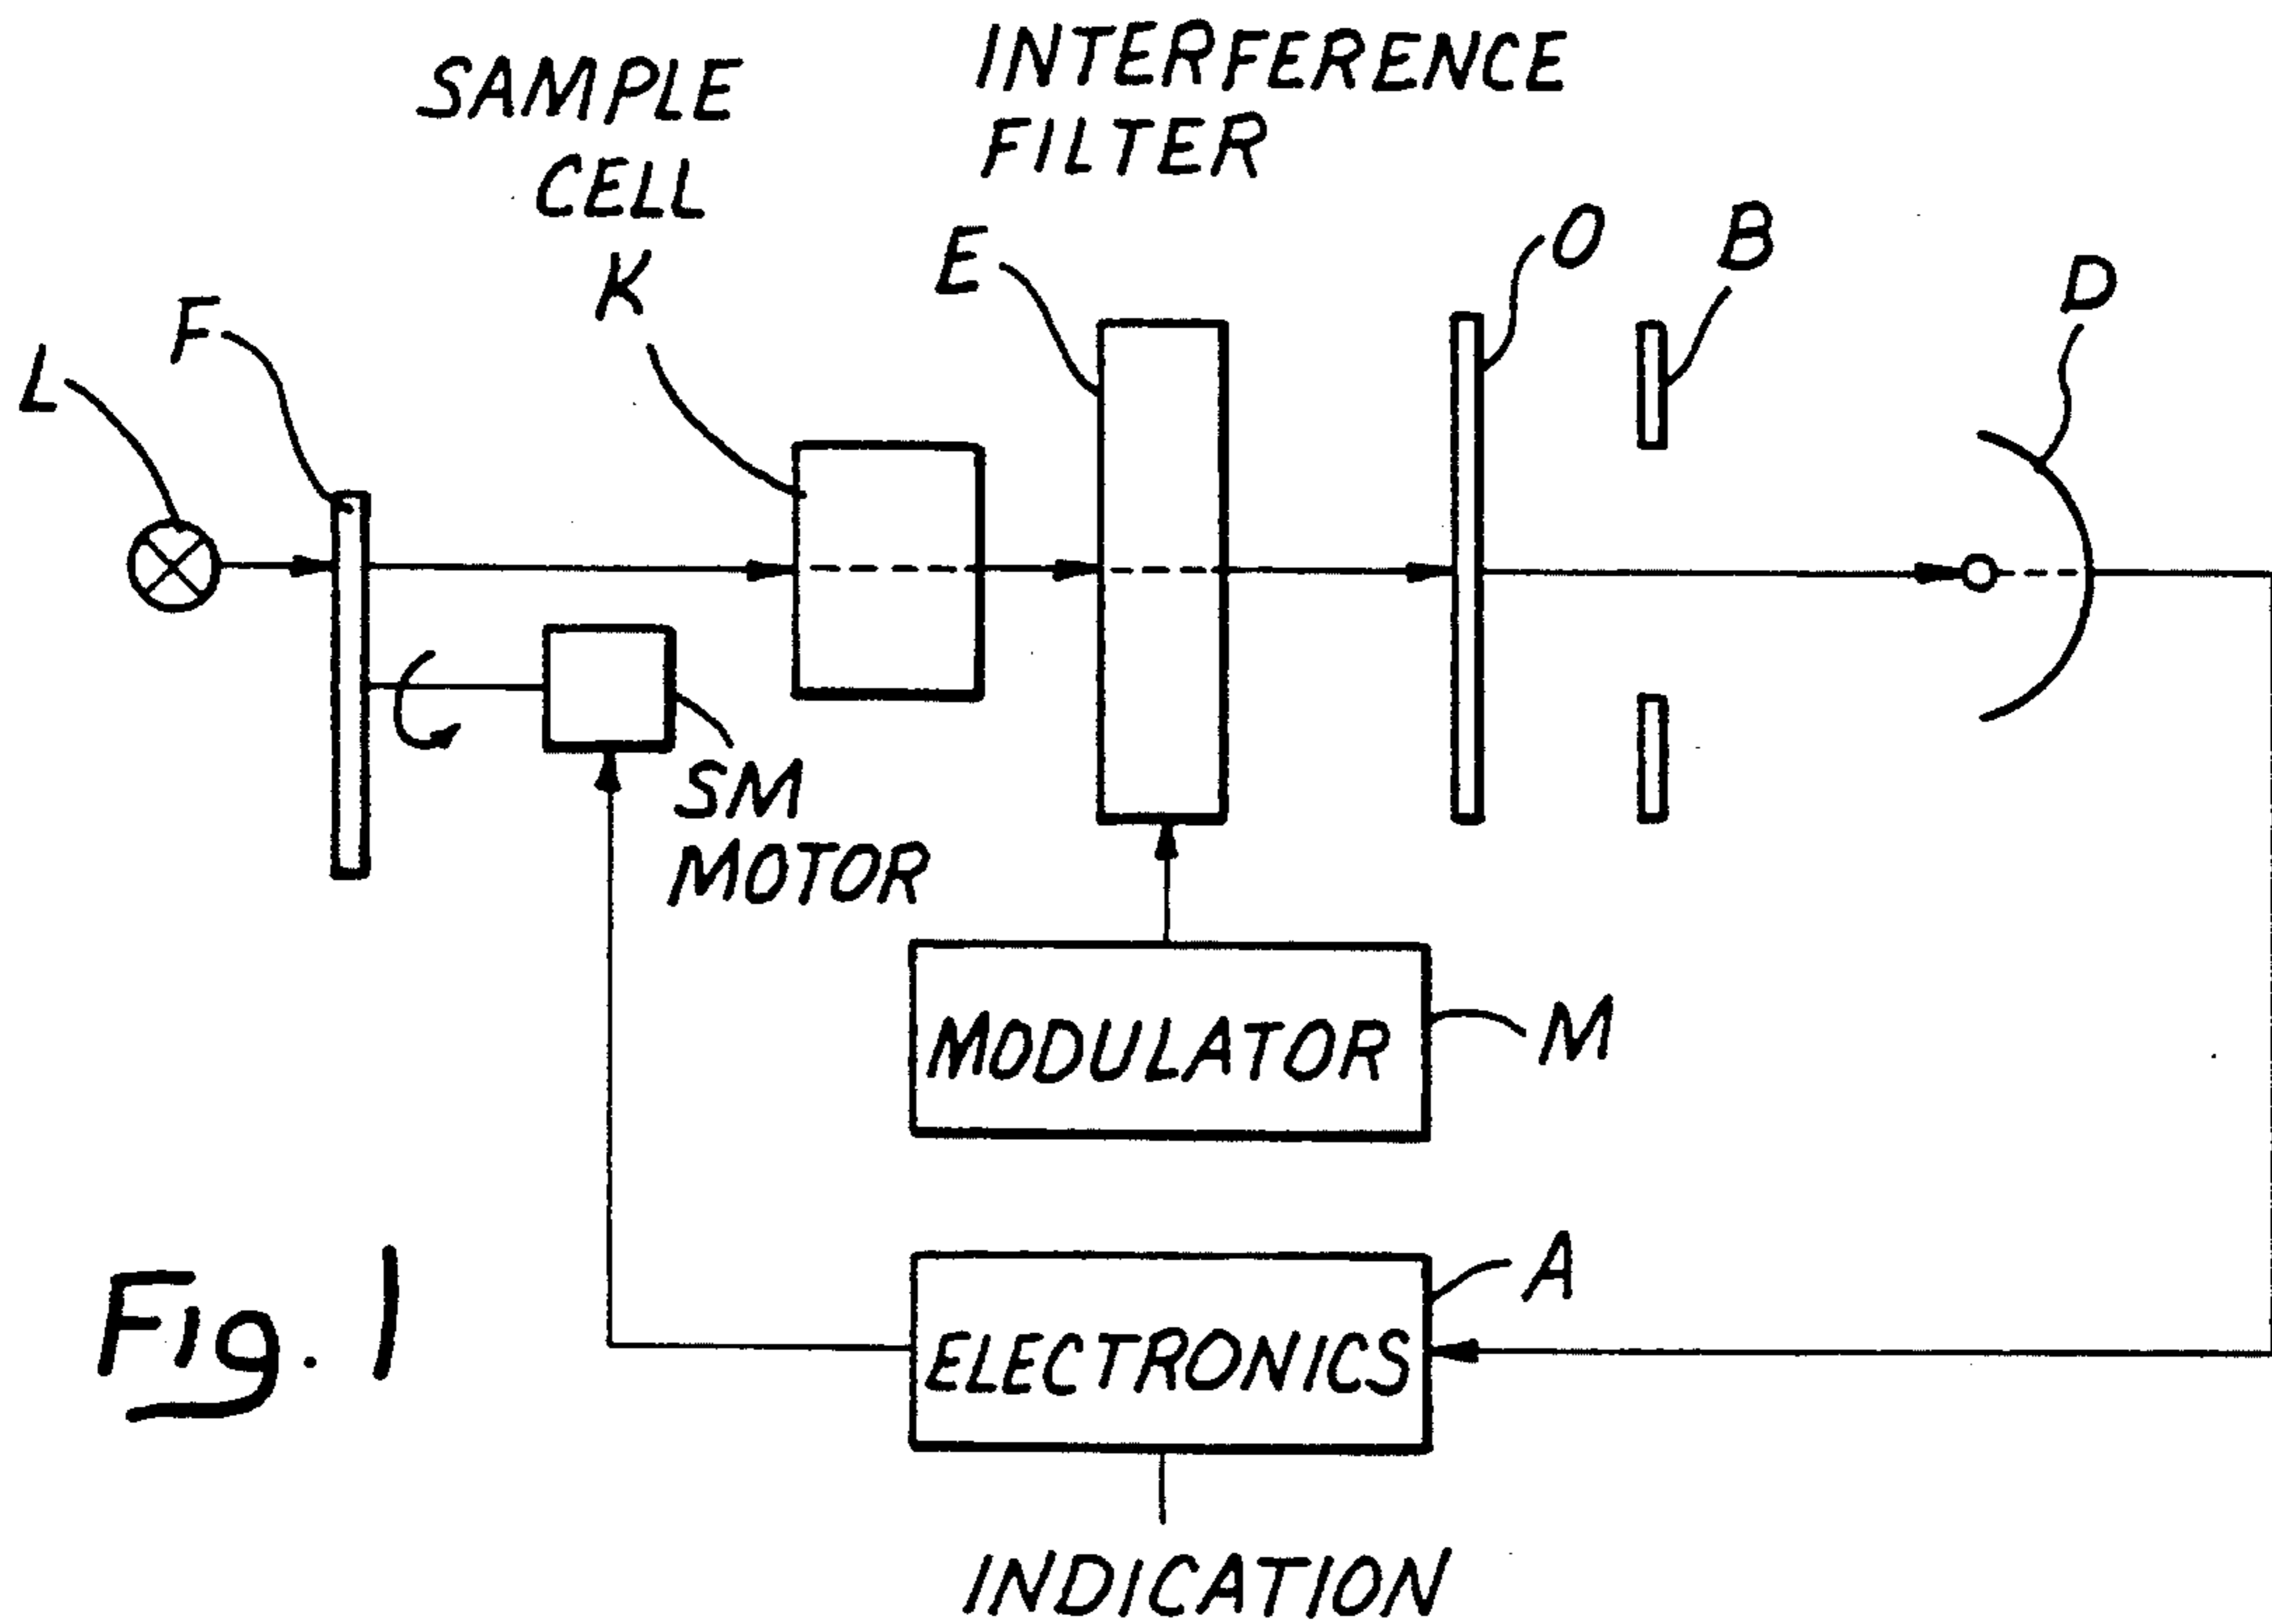 SAMPLE
CELL
K
INTERFERENCE
FILTER
E
O
B
D
F
L
SM
MOTOR
MODULATOR
M
ELECTRONICS
A
INDICATION
Fig. 1